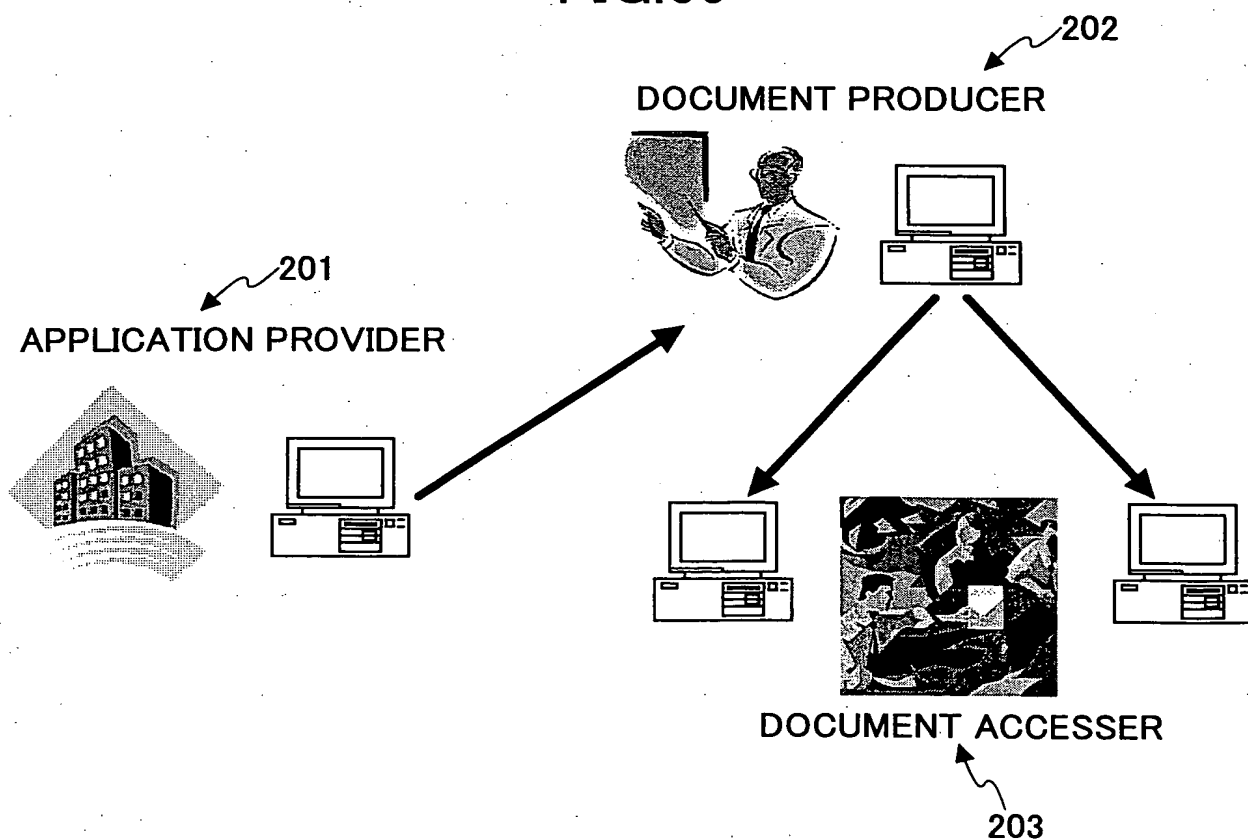 202
DOCUMENT PRODUCER
201
APPLICATION PROVIDER
DOCUMENT ACCESSER
203